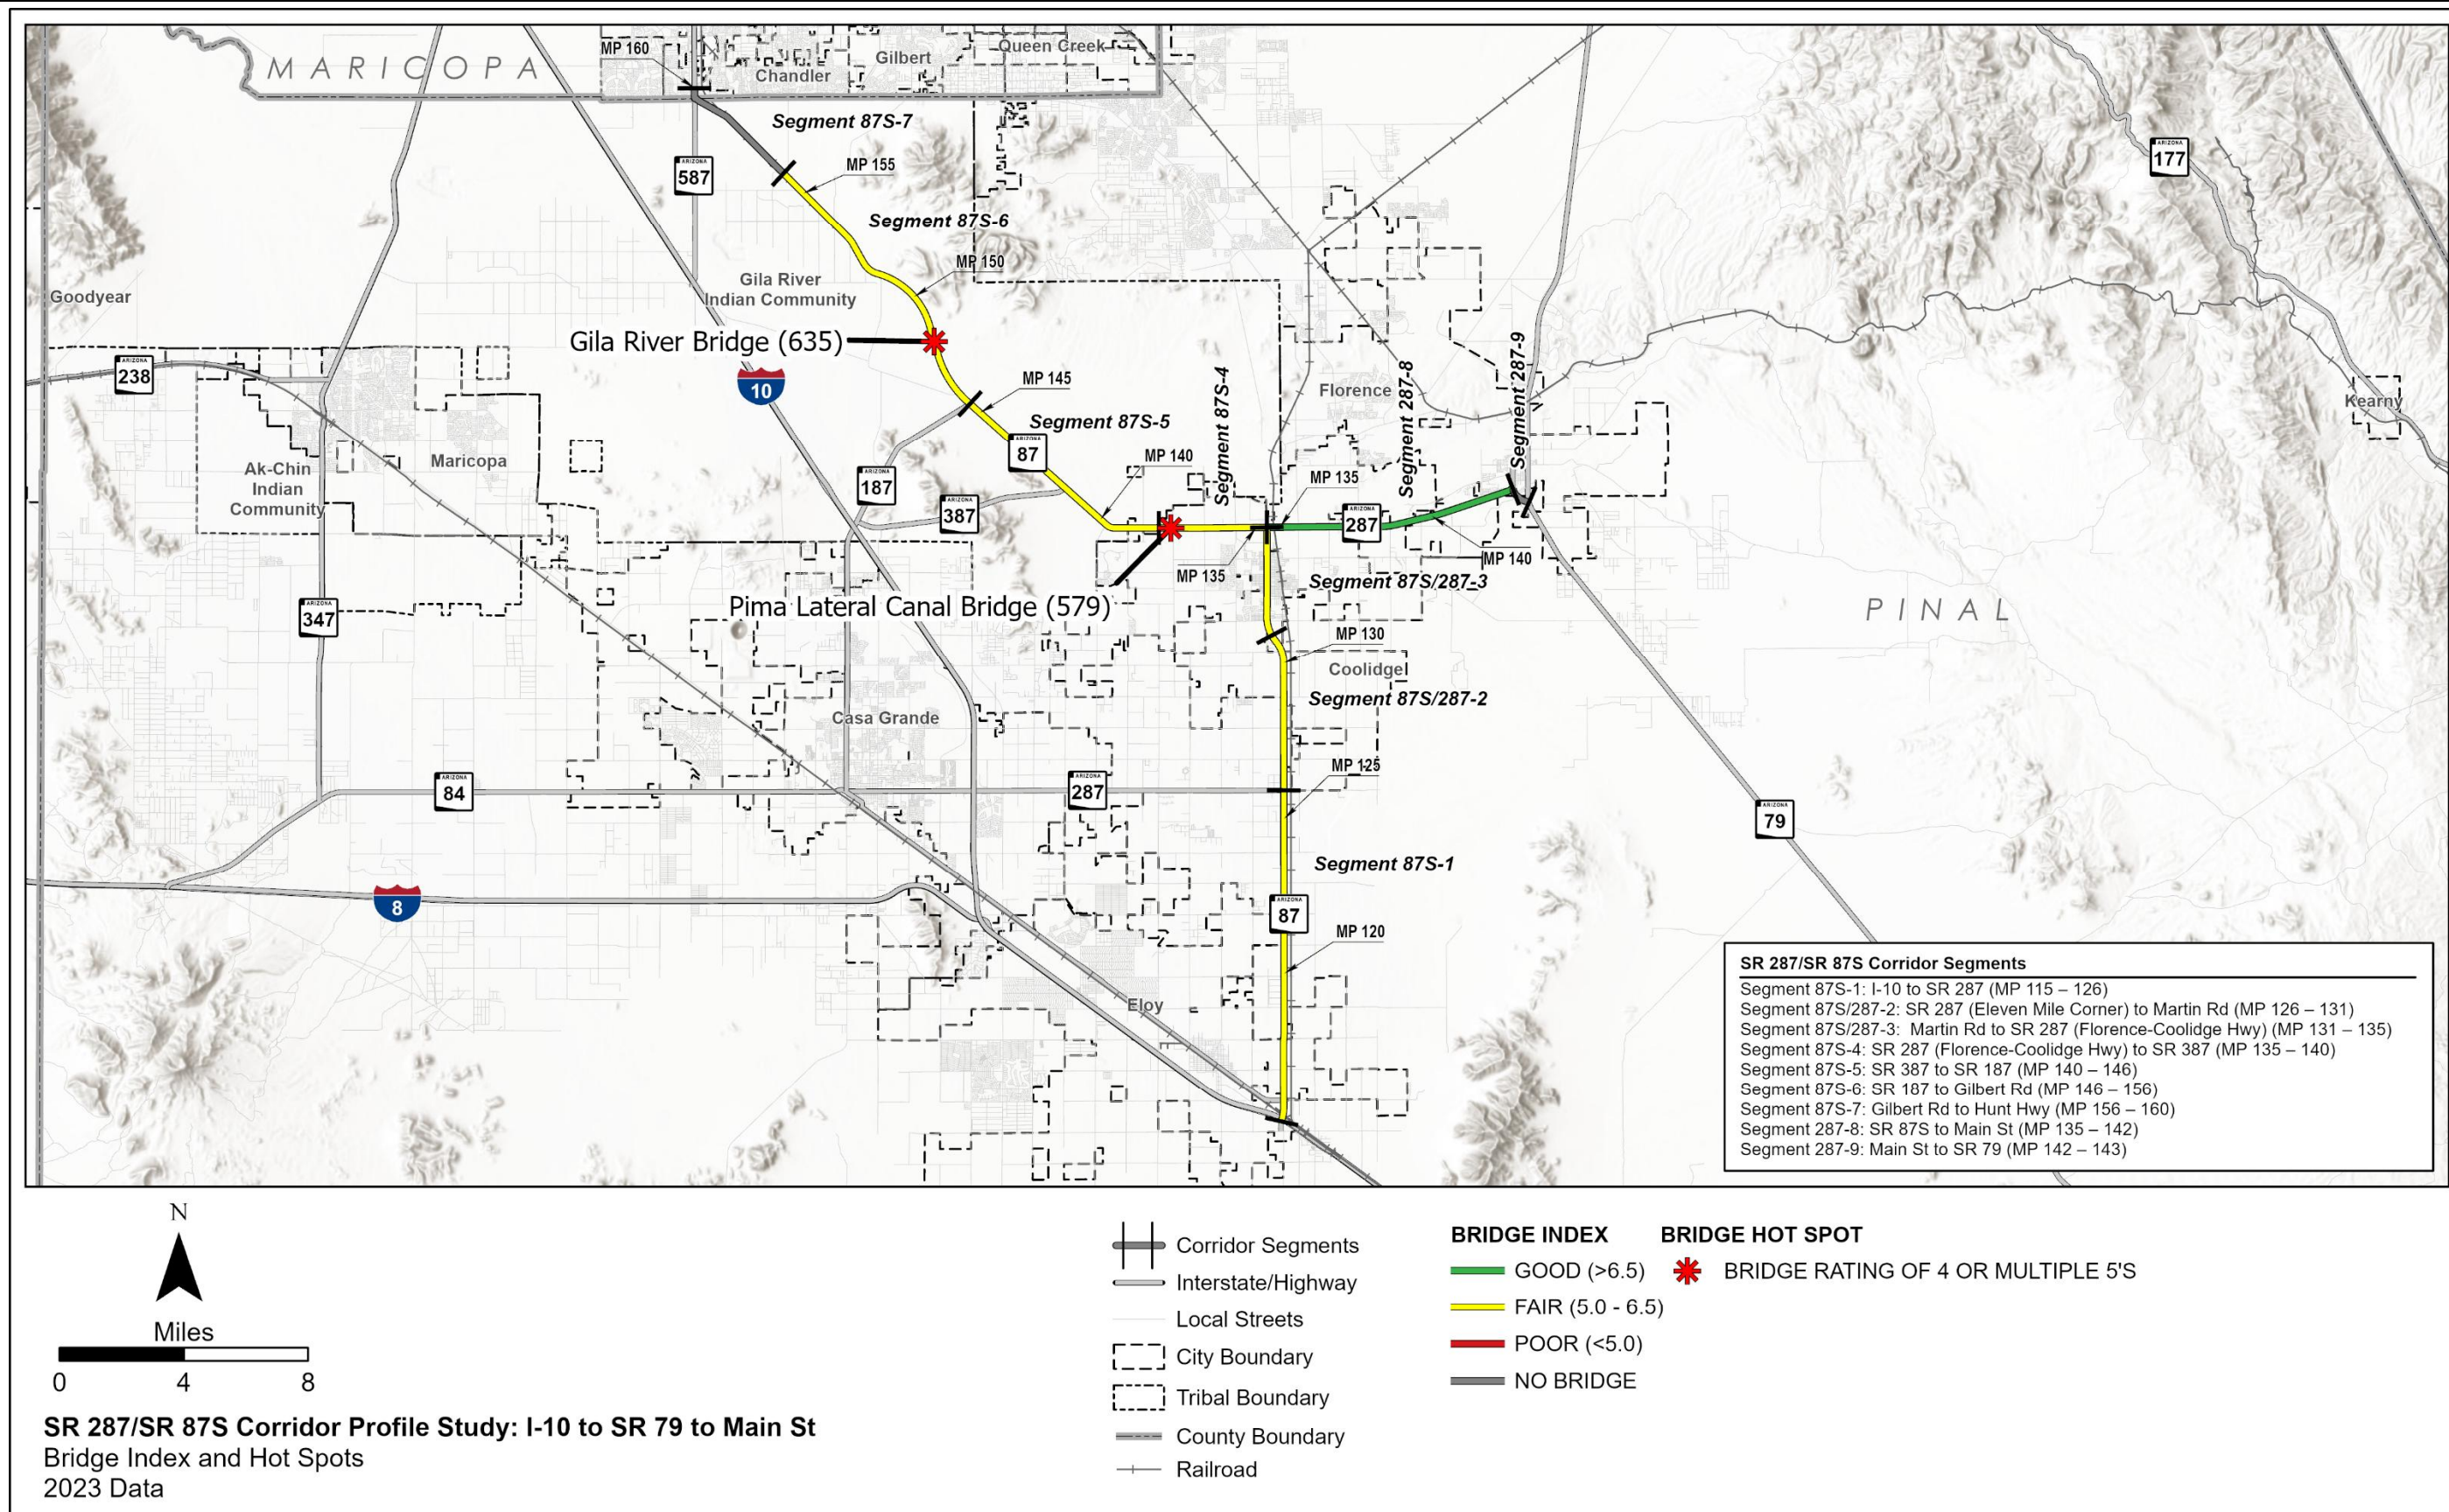 MARICOPA
MP 160
Chandler
Gilbert
Queen Creek
Segment 87S-7
ARIZONA
587
MP 155
ARIZONA
177
Segment 87S-6
MP 150
Gila River
Indian Community
Goodyear
Gila River Bridge (635)
ARIZONA
238
10
MP 145
Segment 87S-5
Segment 87S-4
Florence
Segment 287-8
Segment 287-9
Kearny
ARIZONA
87
Ak-Chin
Indian
Community
Maricopa
ARIZONA
187
MP 140
ARIZONA
387
MP 135
ARIZONA
287
MP 140
MP 135
Segment 87S/287-3
Pima Lateral Canal Bridge (579)
PINAL
ARIZONA
347
MP 130
Coolidge
Segment 87S/287-2
Casa Grande
MP 125
ARIZONA
84
ARIZONA
287
ARIZONA
79
Segment 87S-1
8
ARIZONA
87
MP 120
Eloy
SR 287/SR 87S Corridor Segments
Segment 87S-1: I-10 to SR 287 (MP 115 – 126)
Segment 87S/287-2: SR 287 (Eleven Mile Corner) to Martin Rd (MP 126 – 131)
Segment 87S/287-3: Martin Rd to SR 287 (Florence-Coolidge Hwy) (MP 131 – 135)
Segment 87S-4: SR 287 (Florence-Coolidge Hwy) to SR 387 (MP 135 – 140)
Segment 87S-5: SR 387 to SR 187 (MP 140 – 146)
Segment 87S-6: SR 187 to Gilbert Rd (MP 146 – 156)
Segment 87S-7: Gilbert Rd to Hunt Hwy (MP 156 – 160)
Segment 287-8: SR 87S to Main St (MP 135 – 142)
Segment 287-9: Main St to SR 79 (MP 142 – 143)
N
Miles
0 4 8
SR 287/SR 87S Corridor Profile Study: I-10 to SR 79 to Main St
Bridge Index and Hot Spots
2023 Data
Corridor Segments
Interstate/Highway
Local Streets
City Boundary
Tribal Boundary
County Boundary
Railroad
BRIDGE INDEX
GOOD (>6.5)
FAIR (5.0 - 6.5)
POOR (<5.0)
NO BRIDGE
BRIDGE HOT SPOT
BRIDGE RATING OF 4 OR MULTIPLE 5'S